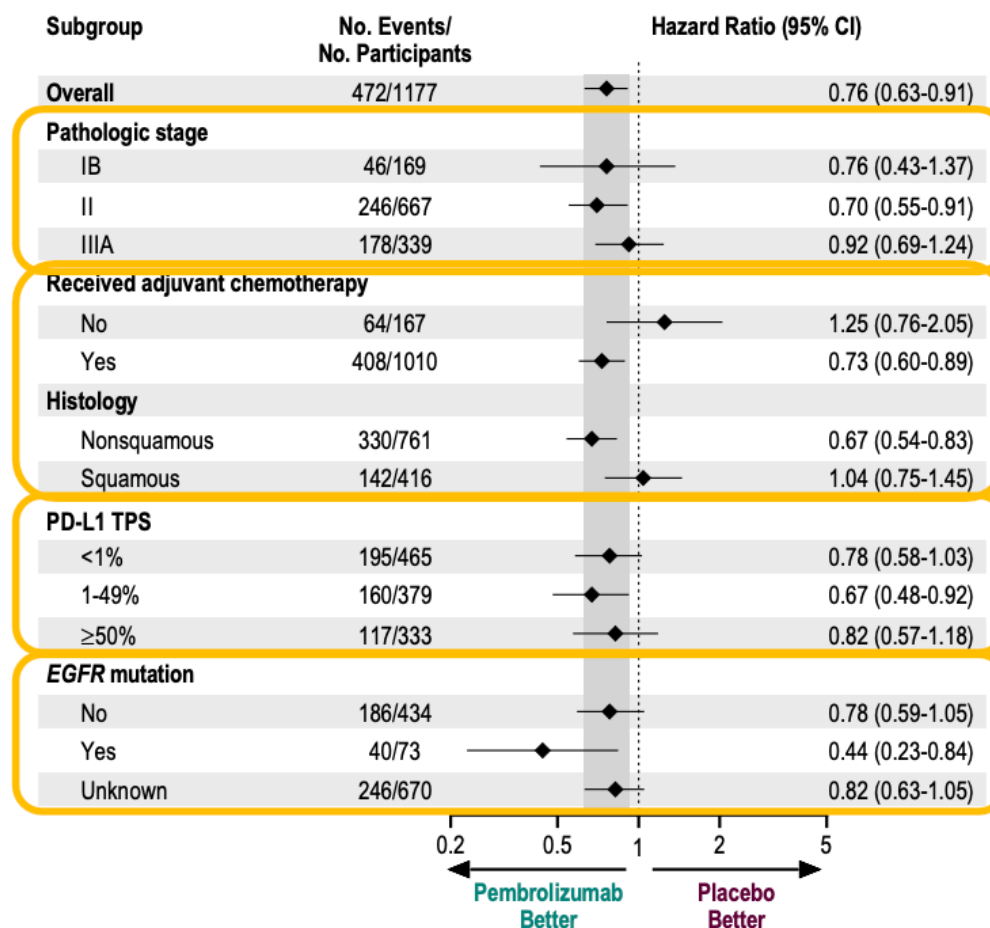 Subgroup No. Events/ Hazard Ratio (95% CI)
No. Participants
Overall 472/1177 0.76 (0.63-0.91)
Pathologic stage
IB 46/169 0.76 (0.43-1.37)
II 246/667 0.70 (0.55-0.91)
IIIA 178/339 0.92 (0.69-1.24)
Received adjuvant chemotherapy
No 64/167 1.25 (0.76-2.05)
Yes 408/1010 0.73 (0.60-0.89)
Histology
Nonsquamous 330/761 0.67 (0.54-0.83)
Squamous 142/416 1.04 (0.75-1.45)
PD-L1 TPS
<1% 195/465 0.78 (0.58-1.03)
1-49% 160/379 0.67 (0.48-0.92)
≥50% 117/333 0.82 (0.57-1.18)
EGFR mutation
No 186/434 0.78 (0.59-1.05)
Yes 40/73 0.44 (0.23-0.84)
Unknown 246/670 0.82 (0.63-1.05)
0.2 0.5 1 2 5
Pembrolizumab Placebo
Better Better